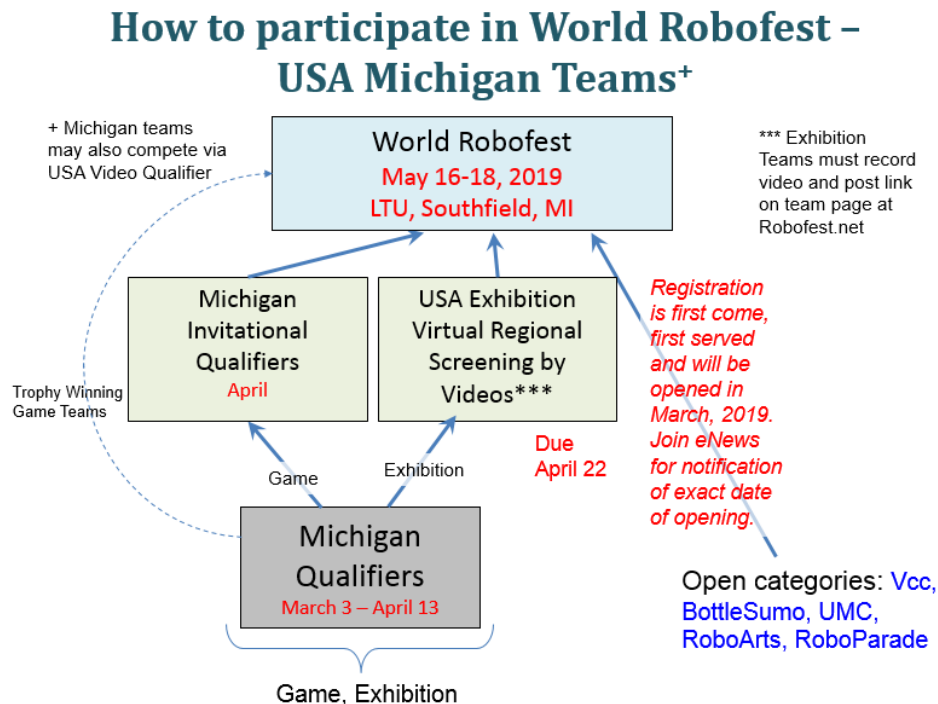 How to participate in World Robofest –
USA Michigan Teams+
+ Michigan teams
may also compete via
USA Video Qualifier
World Robofest
May 16-18, 2019
LTU, Southfield, MI
*** Exhibition
Teams must record
video and post link
on team page at
Robofest.net
Michigan
Invitational
Qualifiers
April
USA Exhibition
Virtual Regional
Screening by
Videos***
Registration
is first come,
first served
and will be
opened in
March, 2019.
Join eNews
for notification
of exact date
of opening.
Trophy Winning
Game Teams
Due
April 22
Game
Exhibition
Michigan
Qualifiers
March 3 – April 13
Open categories: Vcc,
BottleSumo, UMC,
RoboArts, RoboParade
Game, Exhibition